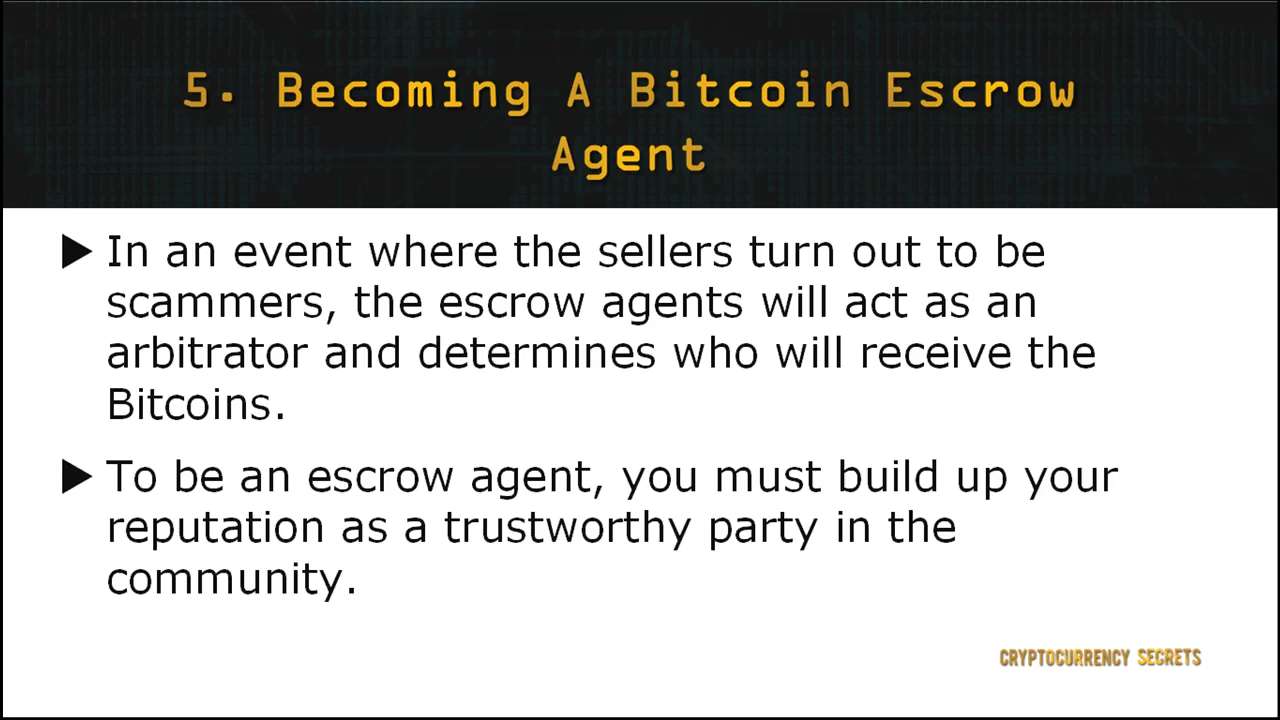 5. Becoming A Bitcoin Escrow
Agent
In an event where the sellers turn out to be
scammers, the escrow agents will act as an
arbitrator and determines who will receive the
Bitcoins.
To be an escrow agent, you must build up your
reputation as a trustworthy party in the
community.
CRYPTOCURRENCY SECRETS